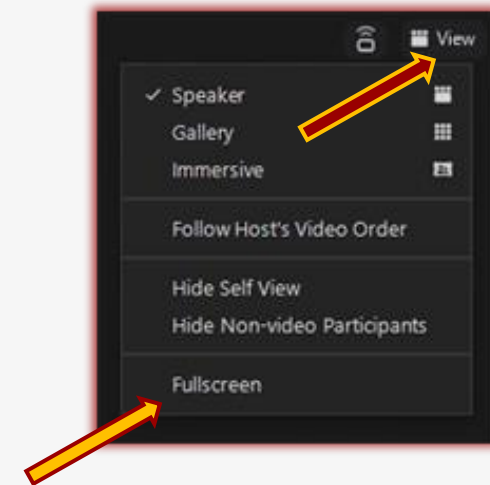 View
Speaker
Gallery
Immersive
Follow Host's Video Order
Hide Self View
Hide Non-video Participants
Fullscreen